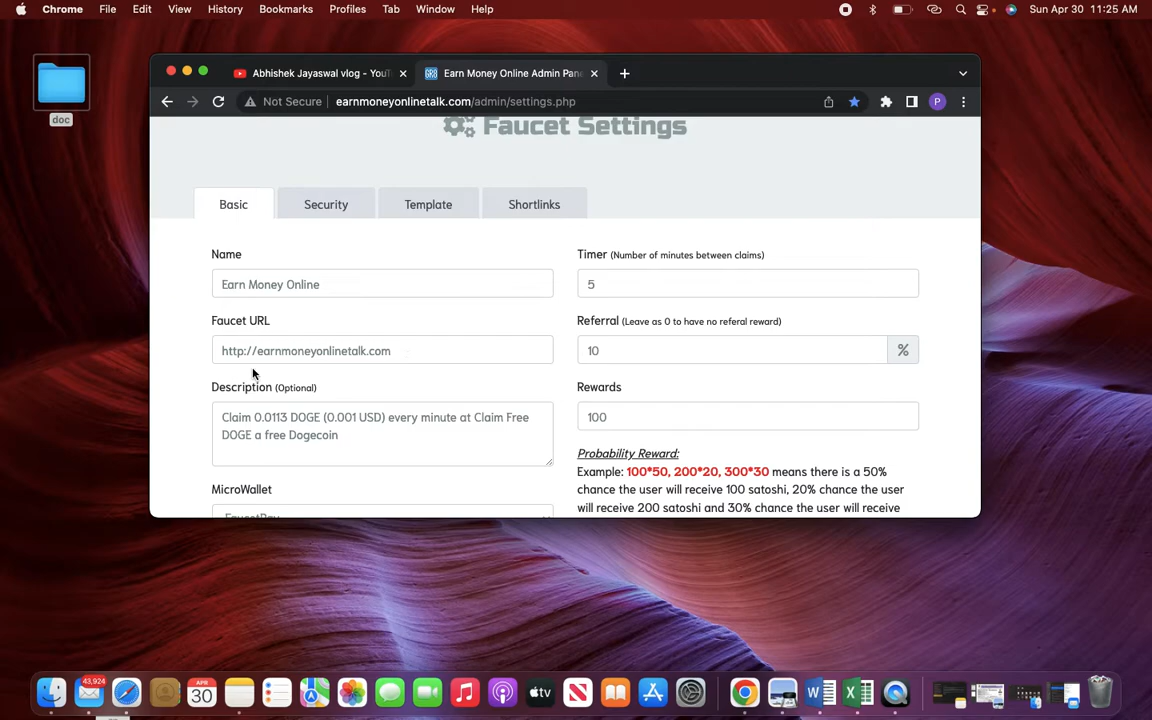 Chrome File Edit View History Bookmarks Profiles Tab Window Help Sun Apr 30 11:25 AM
doc
Abhishek Jayaswal vlog - YouT
Earn Money Online Admin Pan
Not Secure earnmoneyonlinetalk.com/admin/settings.php
P
Faucet Settings
Basic Security Template Shortlinks
Name
Earn Money Online
Faucet URL
http://earnmoneyonlinetalk.com
Description (Optional)
Claim 0.0113 DOGE (0.001 USD) every minute at Claim Free
DOGE a free Dogecoin
MicroWallet
FaucetPay
Timer (Number of minutes between claims)
5
Referral (Leave as 0 to have no referal reward)
10 %
Rewards
100
Probability Reward:
Example: 100*50, 200*20, 300*30 means there is a 50%
chance the user will receive 100 satoshi, 20% chance the user
will receive 200 satoshi and 30% chance the user will receive
43,924
APR
30
tv